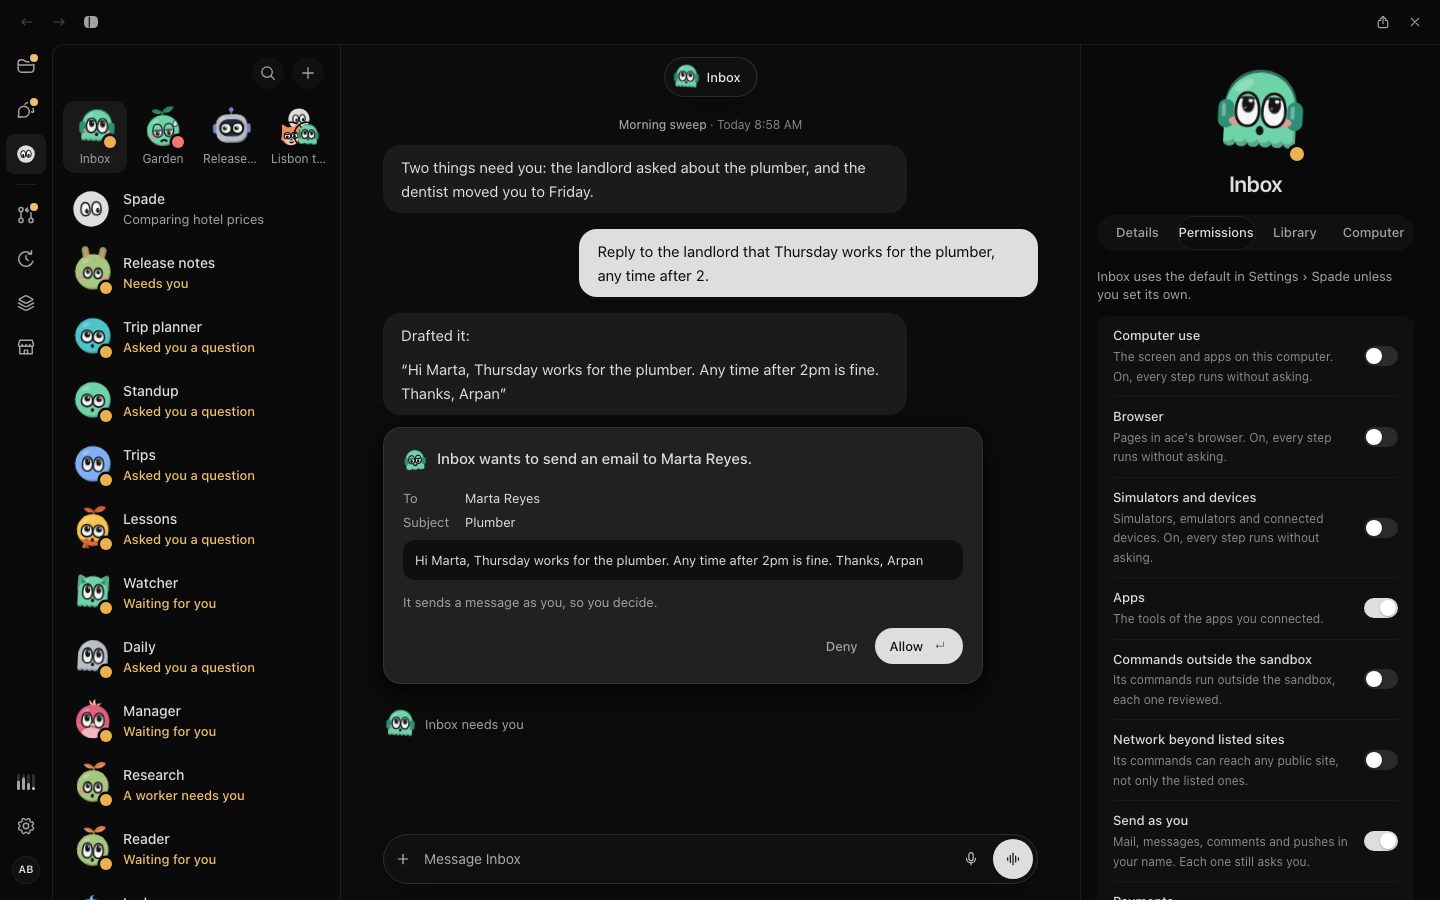 Inbox
Garden
Release...
Lisbon t...
Spade
Comparing hotel prices
Release notes
Needs you
Trip planner
Asked you a question
Standup
Asked you a question
Trips
Asked you a question
Lessons
Asked you a question
Watcher
Waiting for you
Daily
Asked you a question
Manager
Waiting for you
Research
A worker needs you
Reader
Waiting for you
AB
Inbox
Morning sweep · Today 8:58 AM
Two things need you: the landlord asked about the plumber, and the
dentist moved you to Friday.
Reply to the landlord that Thursday works for the plumber,
any time after 2.
Drafted it:
“Hi Marta, Thursday works for the plumber. Any time after 2pm is fine.
Thanks, Arpan”
Inbox wants to send an email to Marta Reyes.
To Marta Reyes
Subject Plumber
Hi Marta, Thursday works for the plumber. Any time after 2pm is fine. Thanks, Arpan
It sends a message as you, so you decide.
Deny
Allow
Inbox needs you
Message Inbox
Inbox
Details Permissions Library Computer
Inbox uses the default in Settings › Spade unless
you set its own.
Computer use
The screen and apps on this computer.
On, every step runs without asking.
Browser
Pages in ace's browser. On, every step
runs without asking.
Simulators and devices
Simulators, emulators and connected
devices. On, every step runs without
asking.
Apps
The tools of the apps you connected.
Commands outside the sandbox
Its commands run outside the sandbox,
each one reviewed.
Network beyond listed sites
Its commands can reach any public site,
not only the listed ones.
Send as you
Mail, messages, comments and pushes in
your name. Each one still asks you.